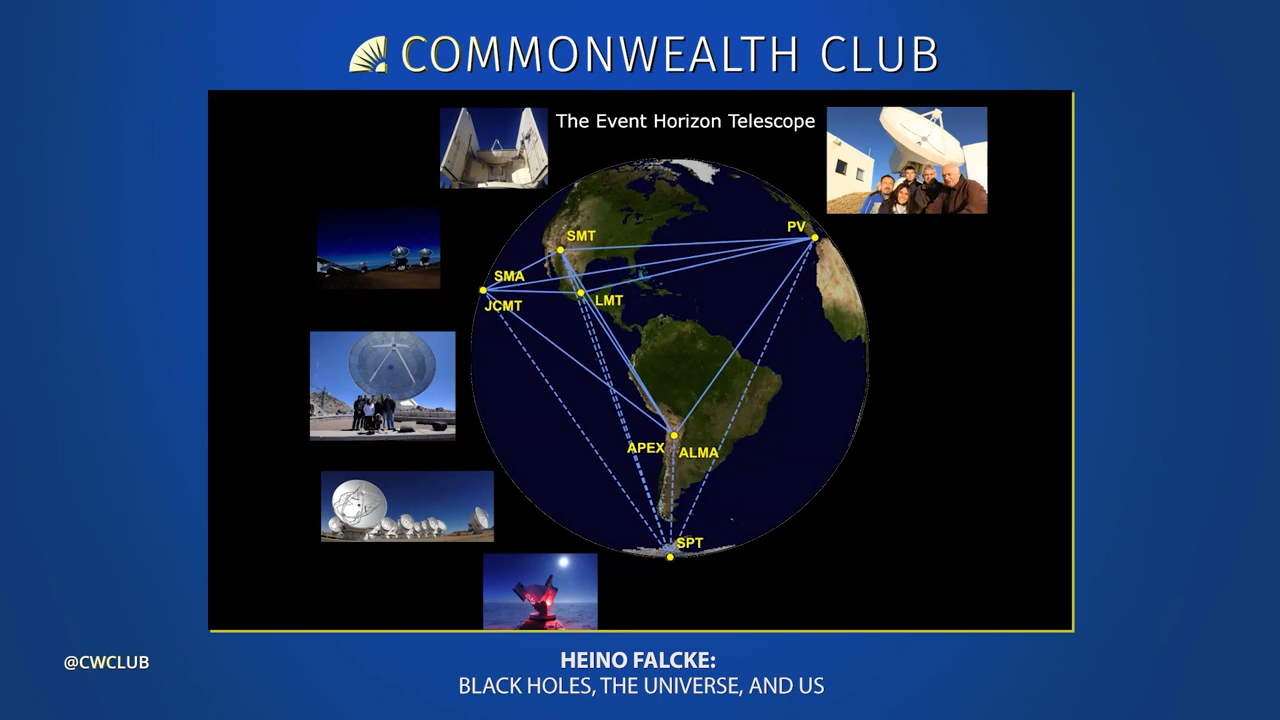 COMMONWEALTH CLUB
The Event Horizon Telescope
PV
SMT
SMA
JCMT
LMT
APEX
ALMA
SPT
@CWCLUB
HEINO FALCKE:
BLACK HOLES, THE UNIVERSE, AND US